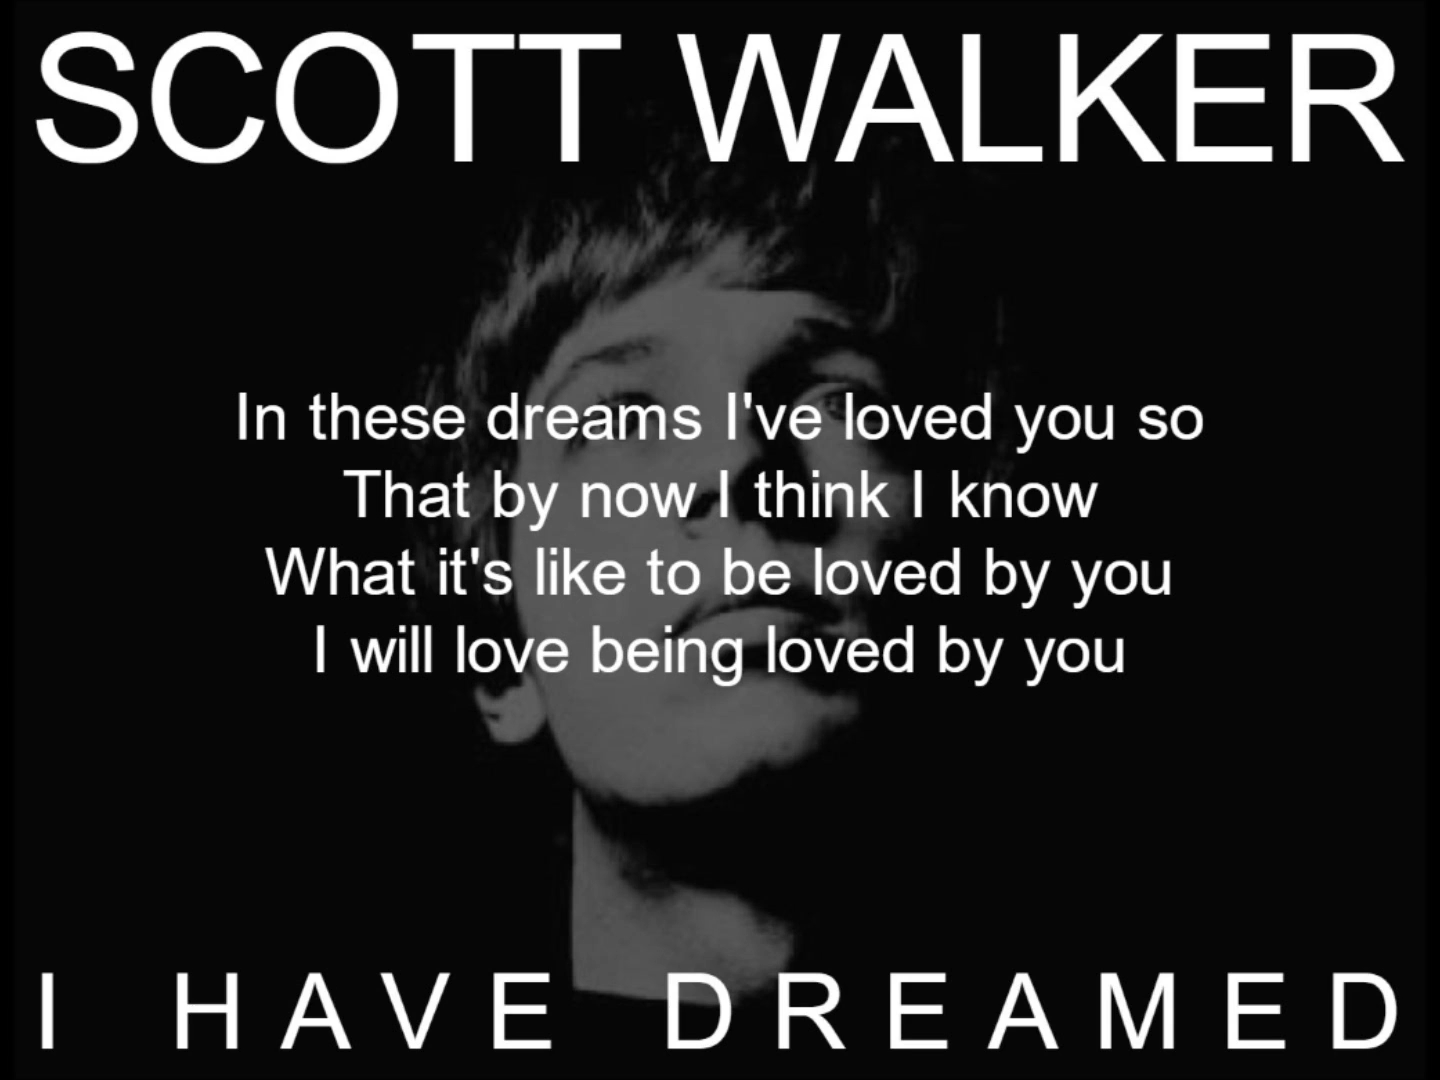 SCOTT WALKER
In these dreams I've loved you so
That by now I think I know
What it's like to be loved by you
I will love being loved by you
I HAVE DREAMED